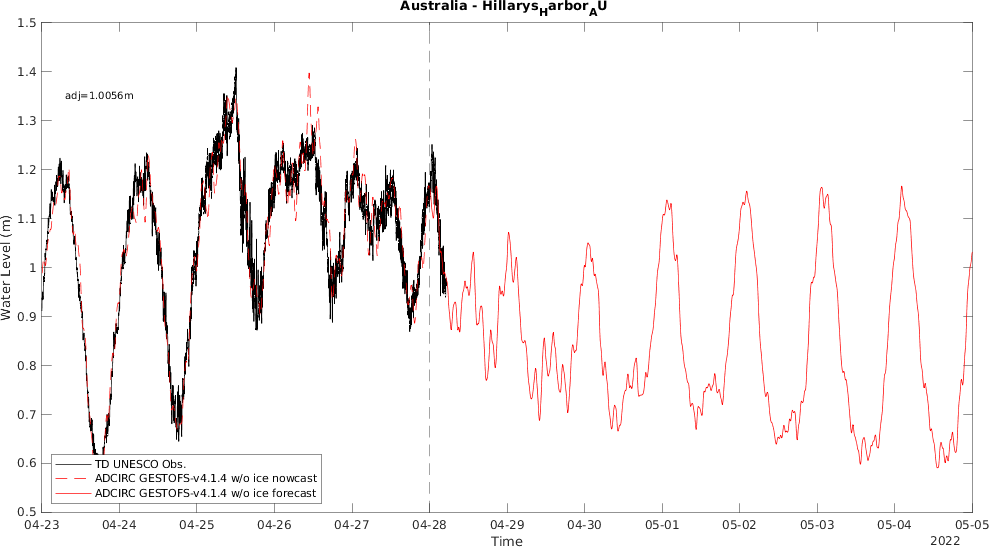 Australia - HillarysHarborAU
1.5
1.4
adj=1.0056m
1.3
1.2
1.1
Water Level (m)
1
0.9
0.8
0.7
0.6
TD UNESCO Obs.
ADCIRC GESTOFS-v4.1.4 w/o ice nowcast
ADCIRC GESTOFS-v4.1.4 w/o ice forecast
0.5
04-23 04-24 04-25 04-26 04-27 04-28 04-29 04-30 05-01 05-02 05-03 05-04 05-05
Time
2022